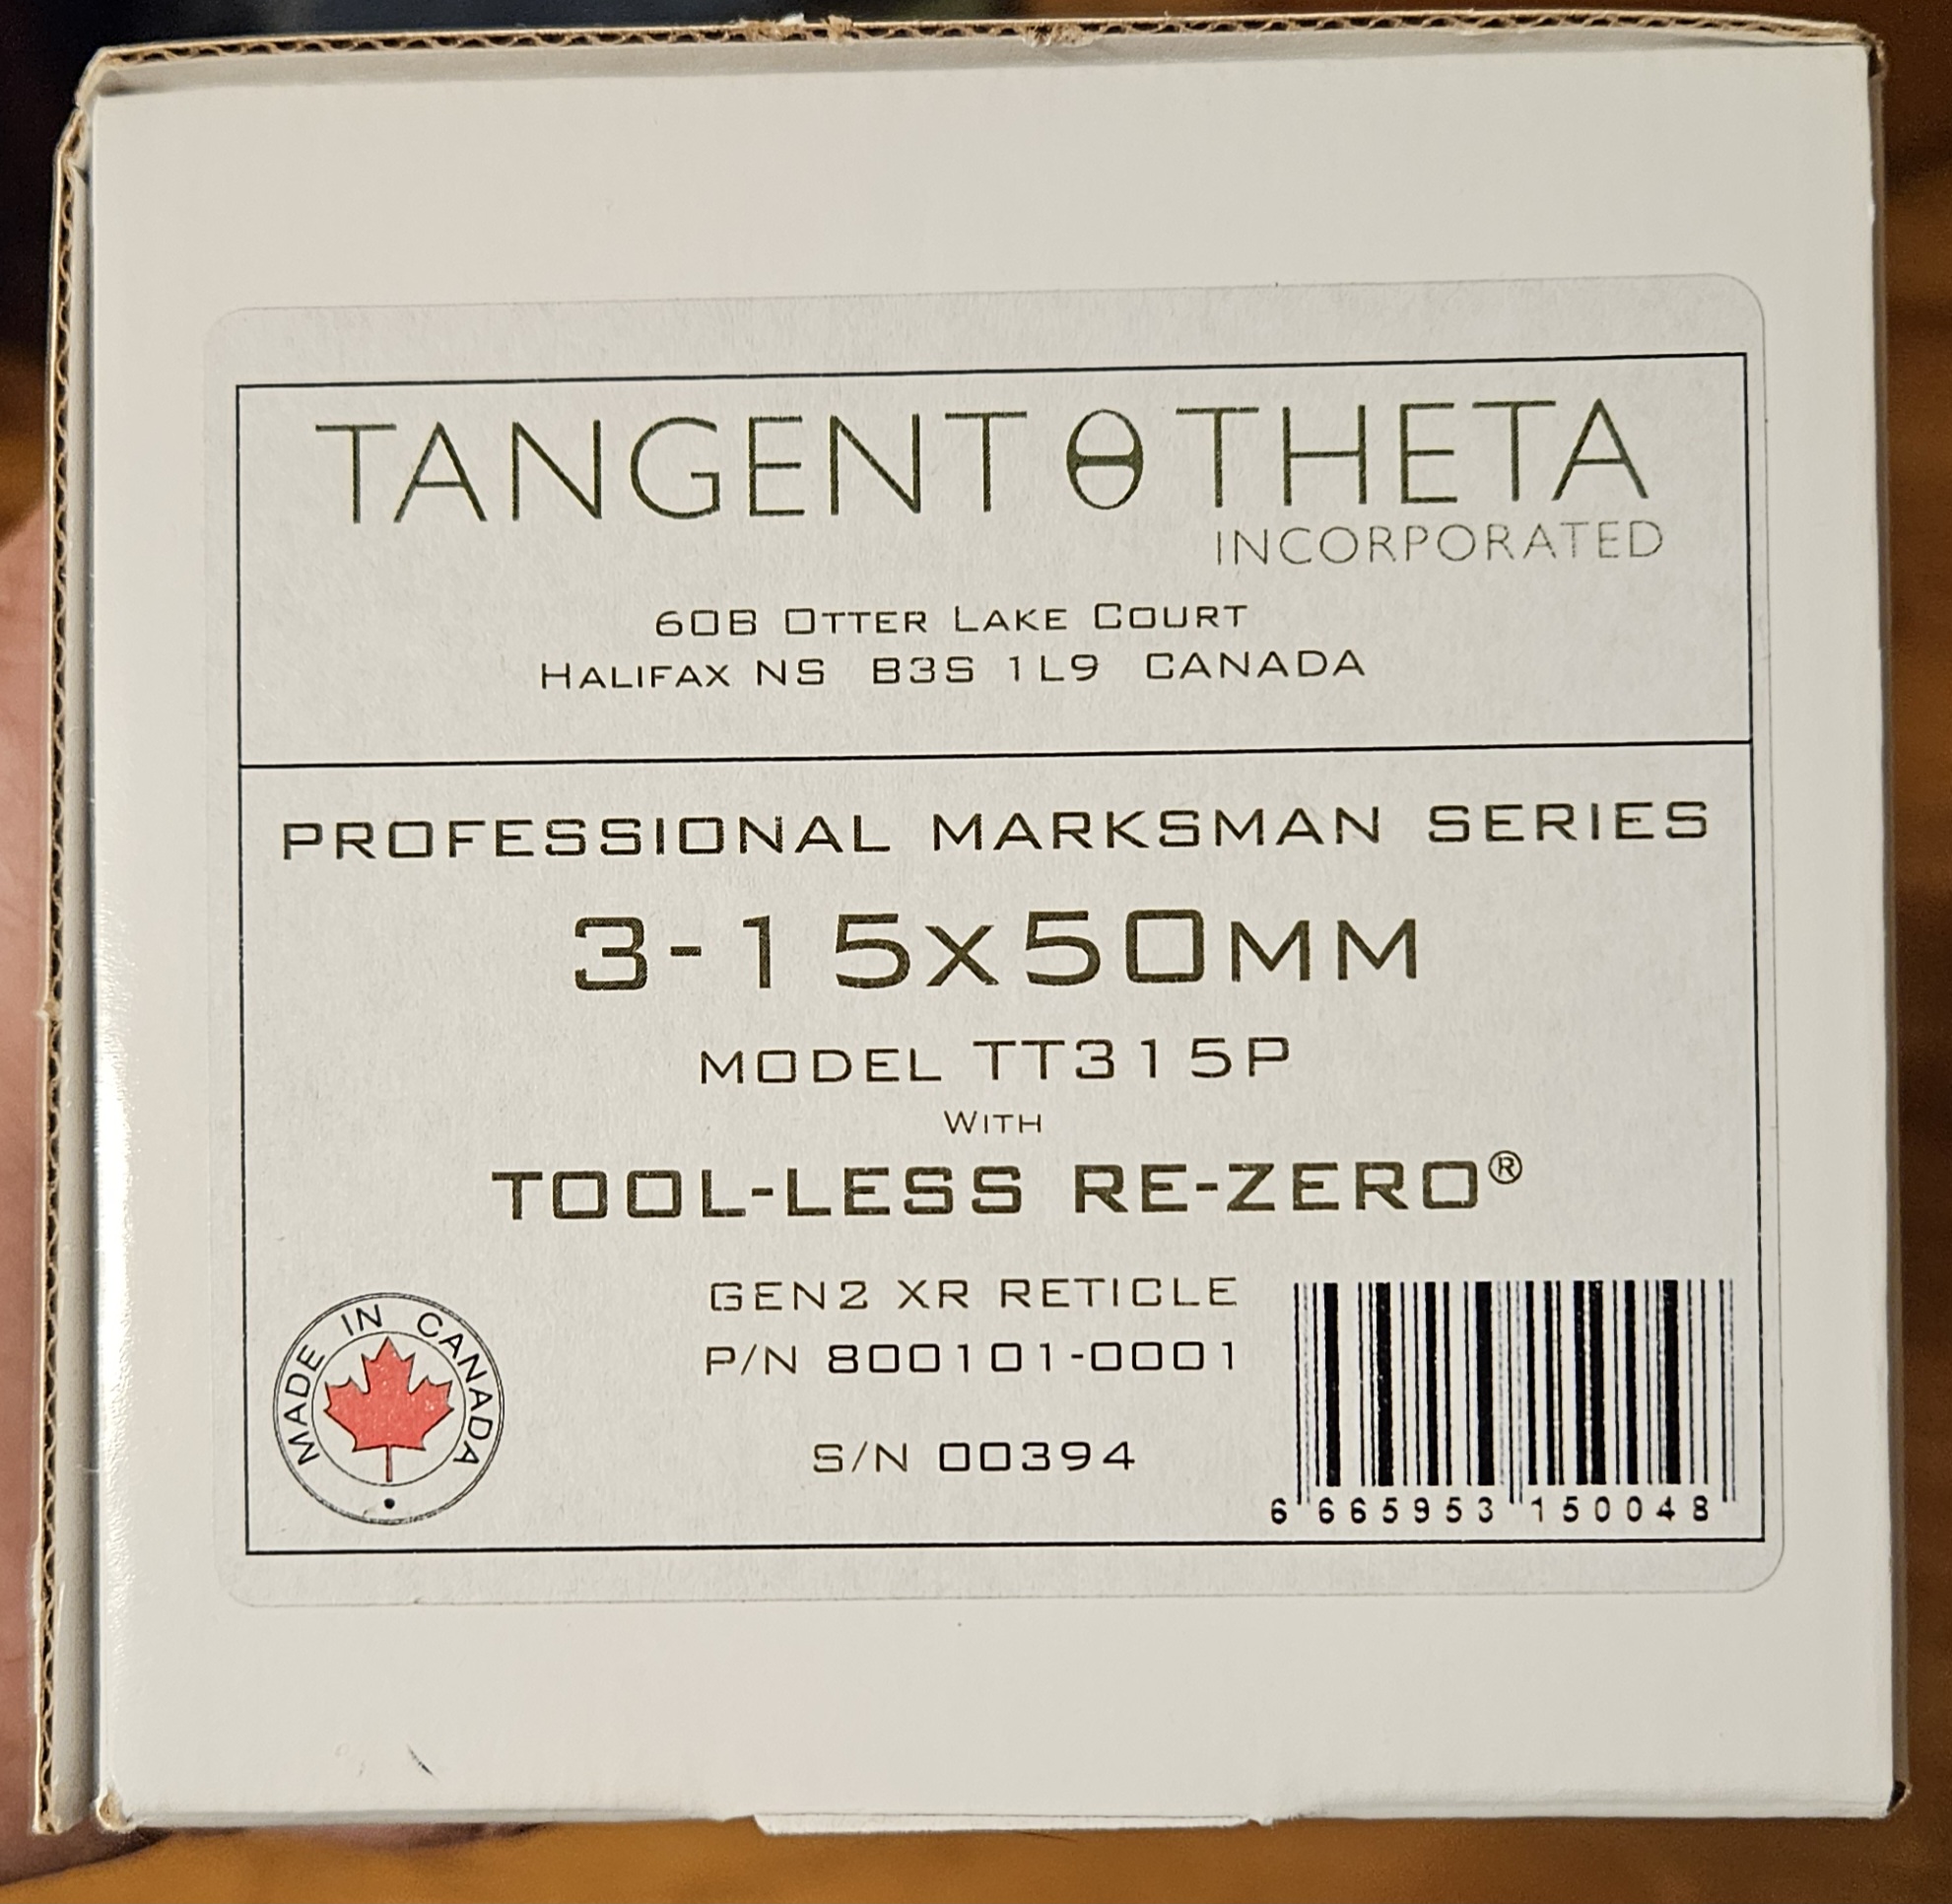 TANGENT θ THETA
INCORPORATED
60B OTTER LAKE COURT
HALIFAX NS B3S 1L9 CANADA
PROFESSIONAL MARKSMAN SERIES
3-15x50MM
MODEL TT315P
WITH
TOOL-LESS RE-ZERO®
GEN2 XR RETICLE
P/N 800101-0001
S/N 00394
MADE IN CANADA
6 665953 150048